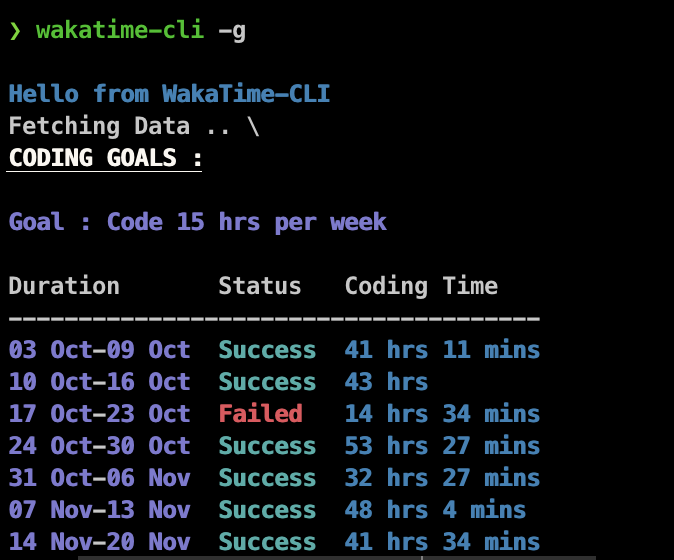 ❯ wakatime-cli -g
Hello from WakaTime-CLI
Fetching Data .. \
CODING GOALS :
Goal : Code 15 hrs per week
Duration Status Coding Time
--------------------------------------
03 Oct-09 Oct Success 41 hrs 11 mins
10 Oct-16 Oct Success 43 hrs
17 Oct-23 Oct Failed 14 hrs 34 mins
24 Oct-30 Oct Success 53 hrs 27 mins
31 Oct-06 Nov Success 32 hrs 27 mins
07 Nov-13 Nov Success 48 hrs 4 mins
14 Nov-20 Nov Success 41 hrs 34 mins